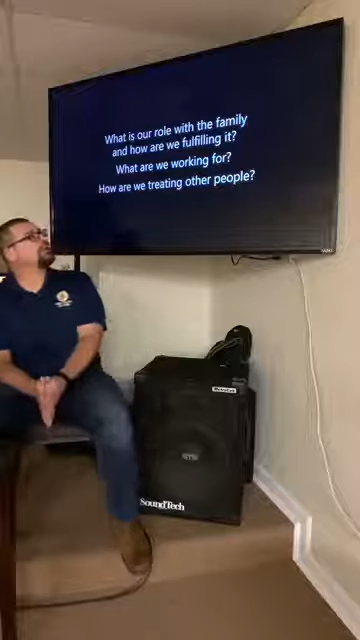 What is our role with the family
and how are we fulfilling it?
What are we working for?
How are we treating other people?
SoundTech